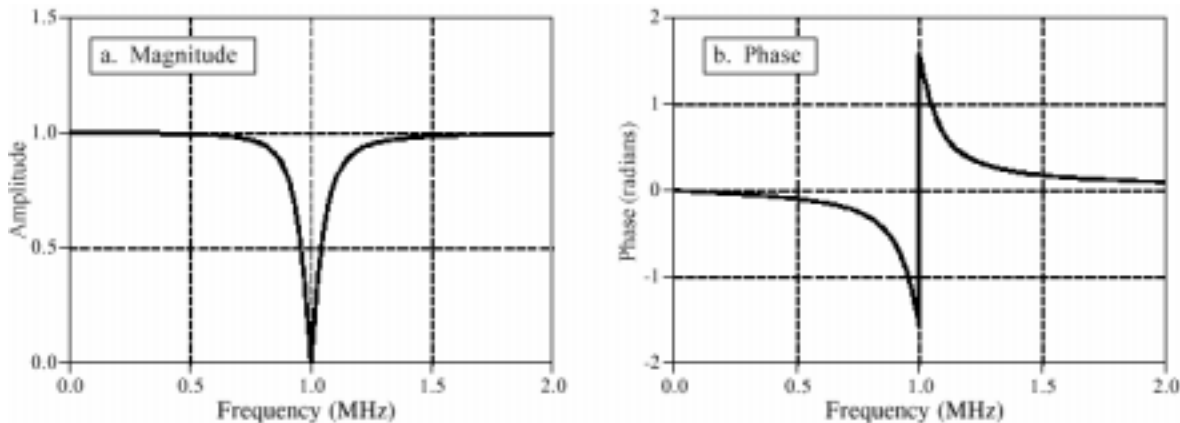 a. Magnitude
1.5
1.0
0.5
0.0
Amplitude
0.0 0.5 1.0 1.5 2.0
Frequency (MHz)
b. Phase
2
1
0
-1
-2
Phase (radians)
0.0 0.5 1.0 1.5 2.0
Frequency (MHz)